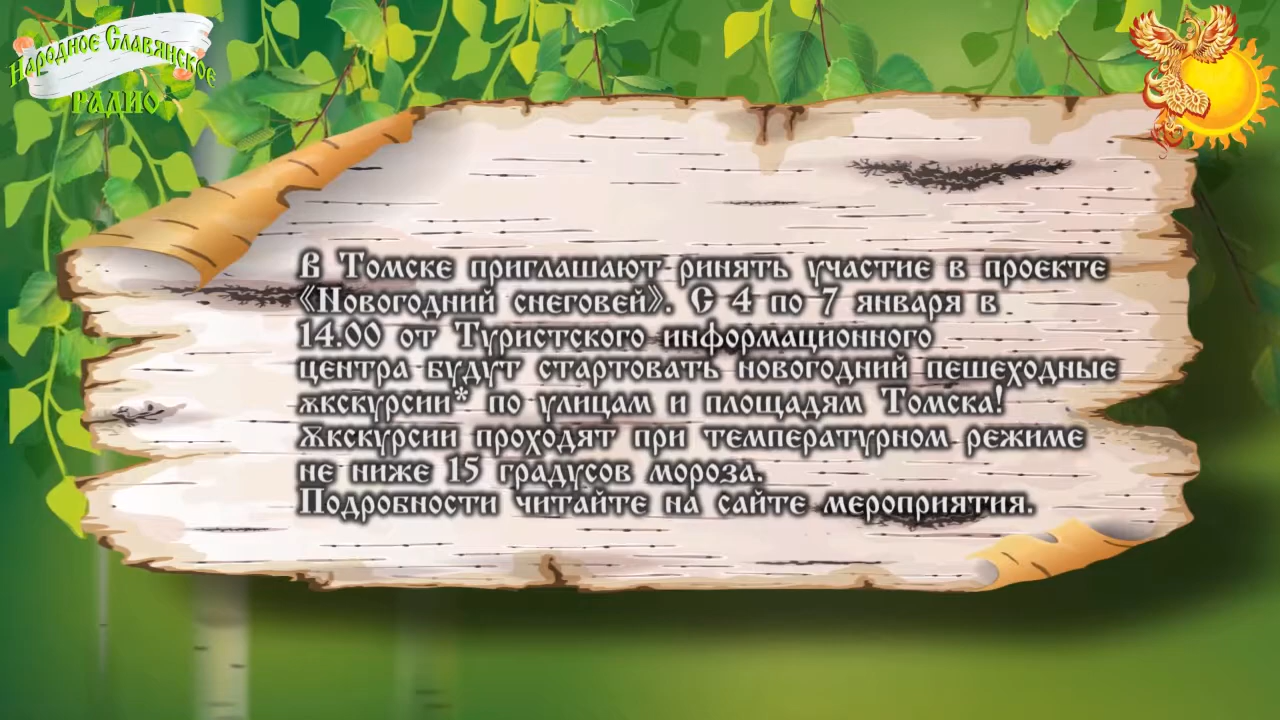 Народное Славянское
РАДИО
В Томске приглашают ринять участие в проекте
«Новогодний снеговей». С 4 по 7 января в
14.00 от Туристского информационного
центра будут стартовать новогодний пешеходные
ѫкскурсии* по улицам и площадям Томска!
Ѫкскурсии проходят при температурном режиме
не ниже 15 градусов мороза.
Подробности читайте на сайте мероприятия.